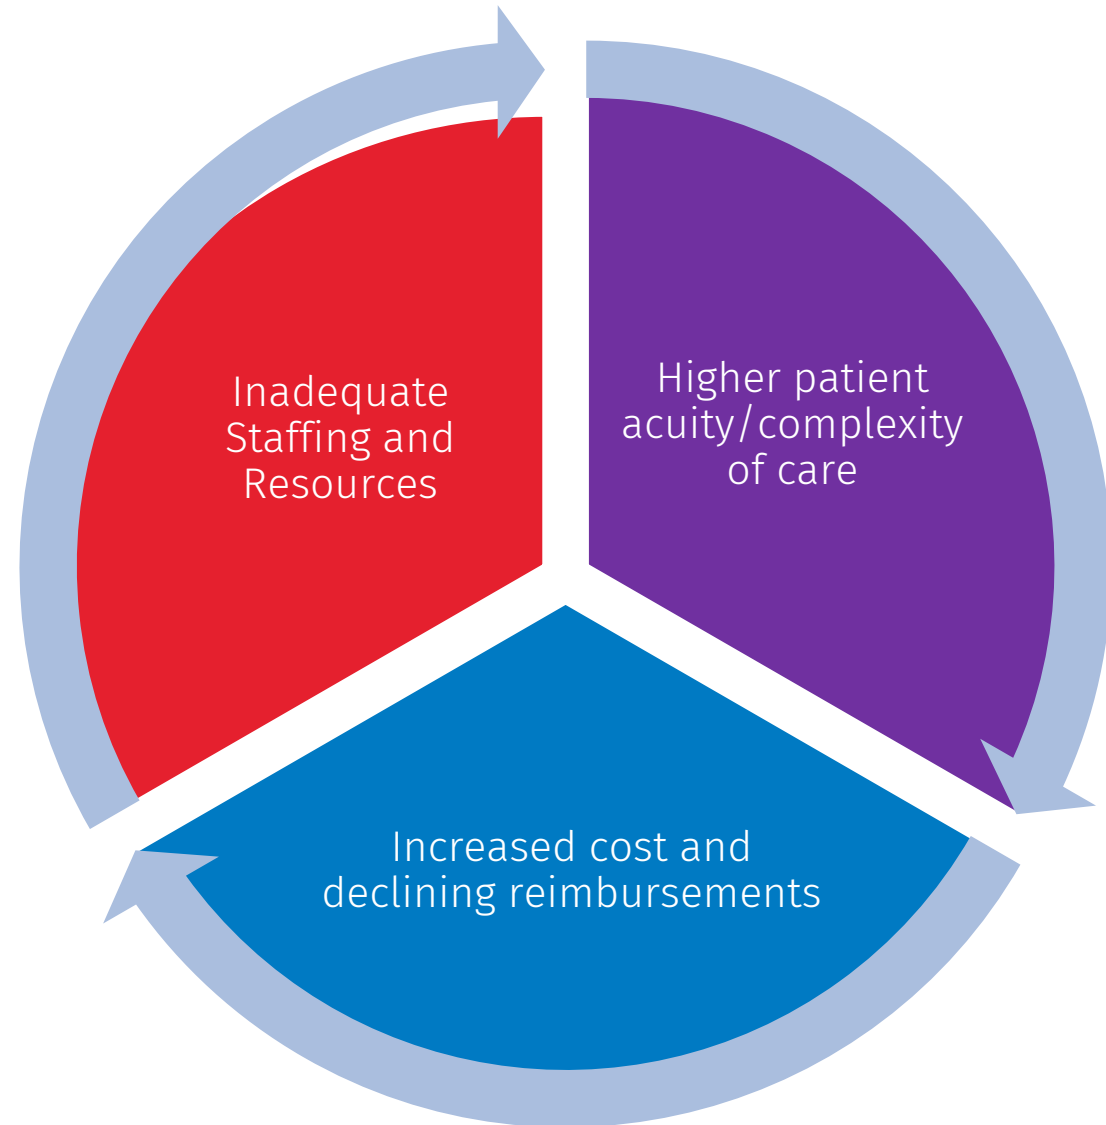 Inadequate
Staffing and
Resources
Higher patient
acuity/complexity
of care
Increased cost and
declining reimbursements